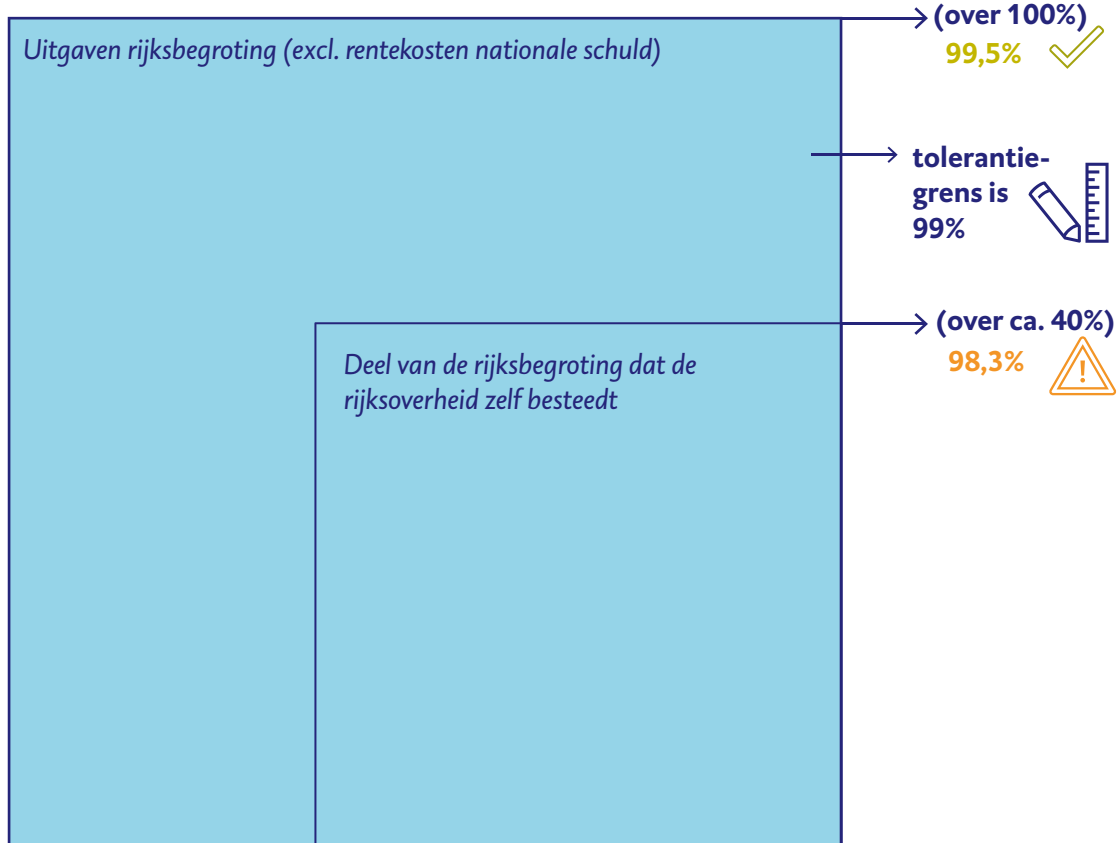 (over 100%)
Uitgaven rijksbegroting (excl. rentekosten nationale schuld)
99,5%
tolerantie-
grens is
99%
(over ca. 40%)
98,3%
Deel van de rijksbegroting dat de
rijksoverheid zelf besteedt